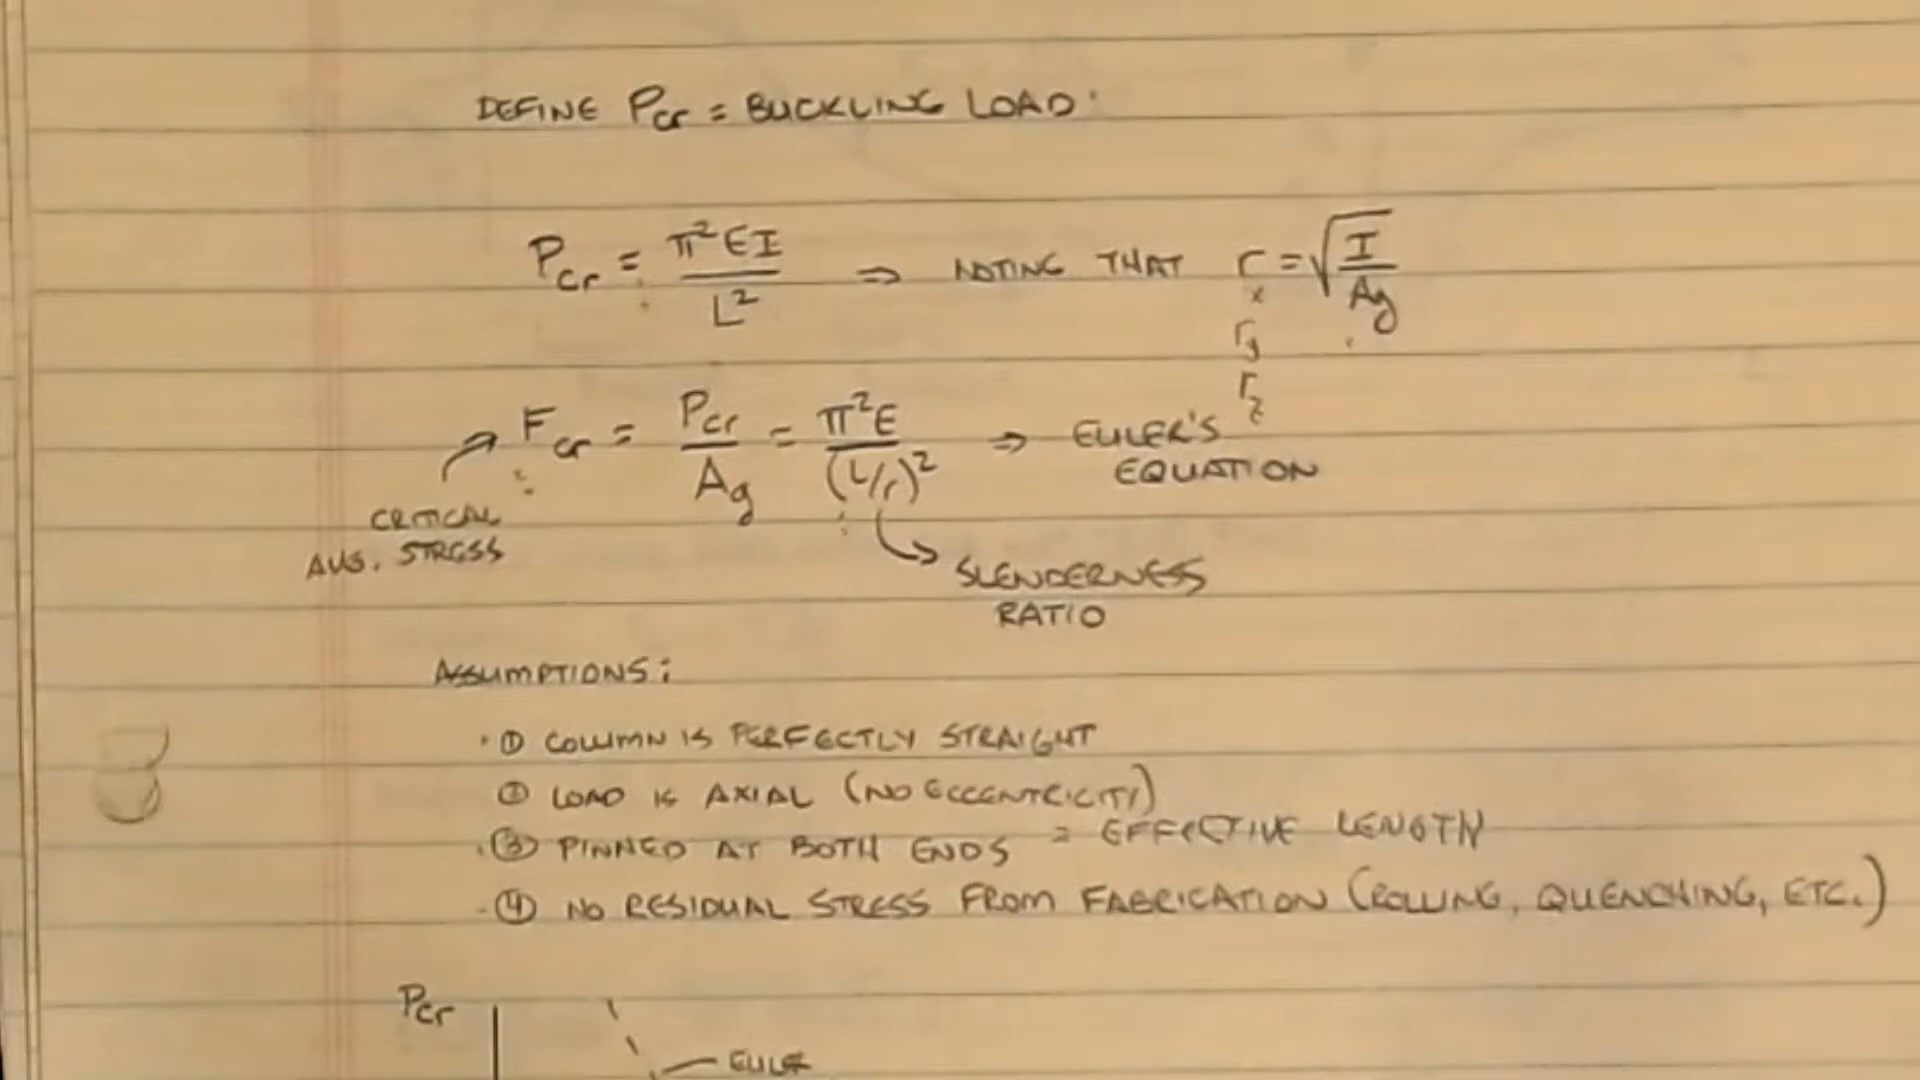 DEFINE Pcr = BUCKLING LOAD:
Pcr = π²EI / L² ⇒ NOTING THAT r = √(I / Ag)
x
ry
rz
Fcr = Pcr / Ag = π²E / (L/r)² ⇒ EULER'S
EQUATION
CRITICAL
AVG. STRESS
SLENDERNESS
RATIO
ASSUMPTIONS:
① COLUMN IS PERFECTLY STRAIGHT
② LOAD IS AXIAL (NO ECCENTRICITY)
③ PINNED AT BOTH ENDS = EFFECTIVE LENGTH
④ NO RESIDUAL STRESS FROM FABRICATION (ROLLING, QUENCHING, ETC.)
Pcr
EULER